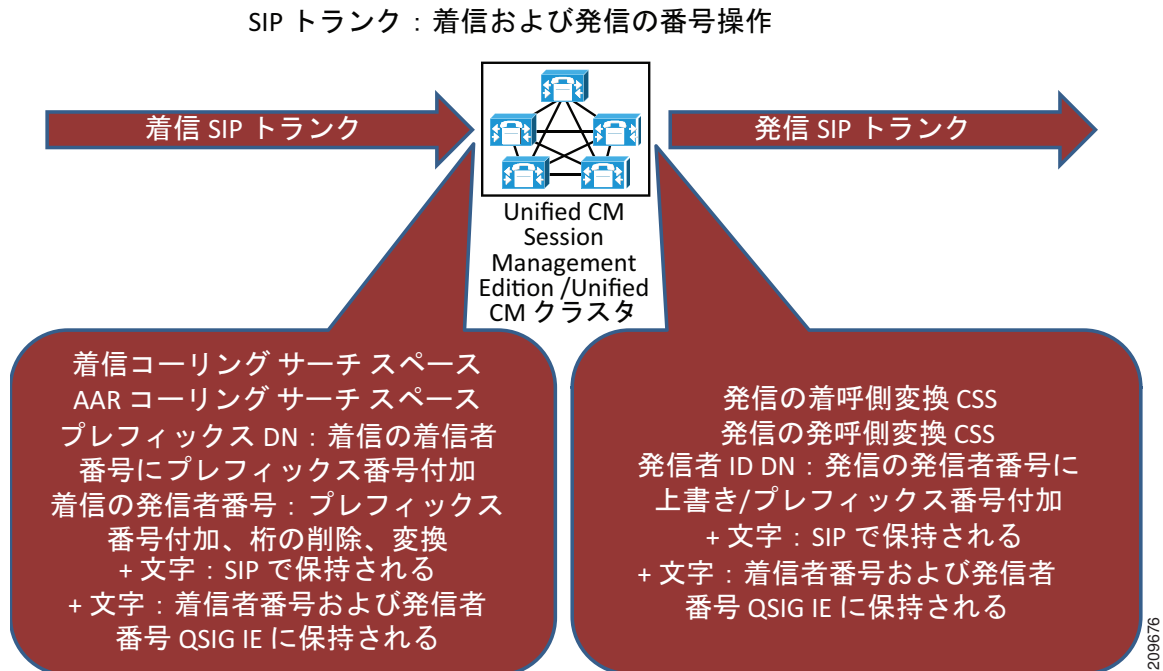 SIP トランク：着信および発信の番号操作
着信 SIP トランク
発信 SIP トランク
Unified CM
Session
Management
Edition /Unified
CM クラスタ
着信コーリング サーチ スペース
AAR コーリング サーチ スペース
プレフィックス DN：着信の着信者
番号にプレフィックス番号付加
着信の発信者番号：プレフィックス
番号付加、桁の削除、変換
+ 文字：SIP で保持される
+ 文字：着信者番号および発信者
番号 QSIG IE に保持される
発信の着呼側変換 CSS
発信の発呼側変換 CSS
発信者 ID DN：発信の発信者番号に
上書き/プレフィックス番号付加
+ 文字：SIP で保持される
+ 文字：着信者番号および発信者
番号 QSIG IE に保持される
209676